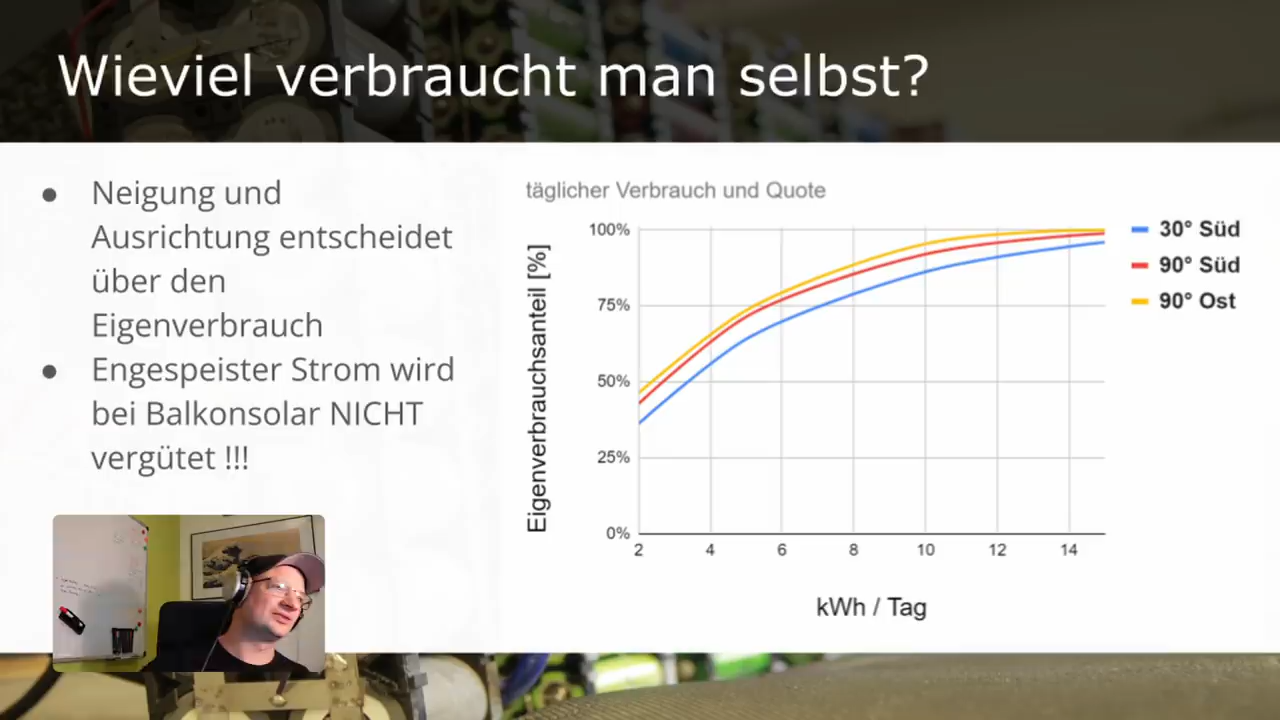 Wieviel verbraucht man selbst?
● Neigung und
Ausrichtung entscheidet
über den
Eigenverbrauch
● Engespeister Strom wird
bei Balkonsolar NICHT
vergütet !!!
täglicher Verbrauch und Quote
Eigenverbrauchsanteil [%]
100%
75%
50%
25%
0%
2 4 6 8 10 12 14
kWh / Tag
30° Süd
90° Süd
90° Ost